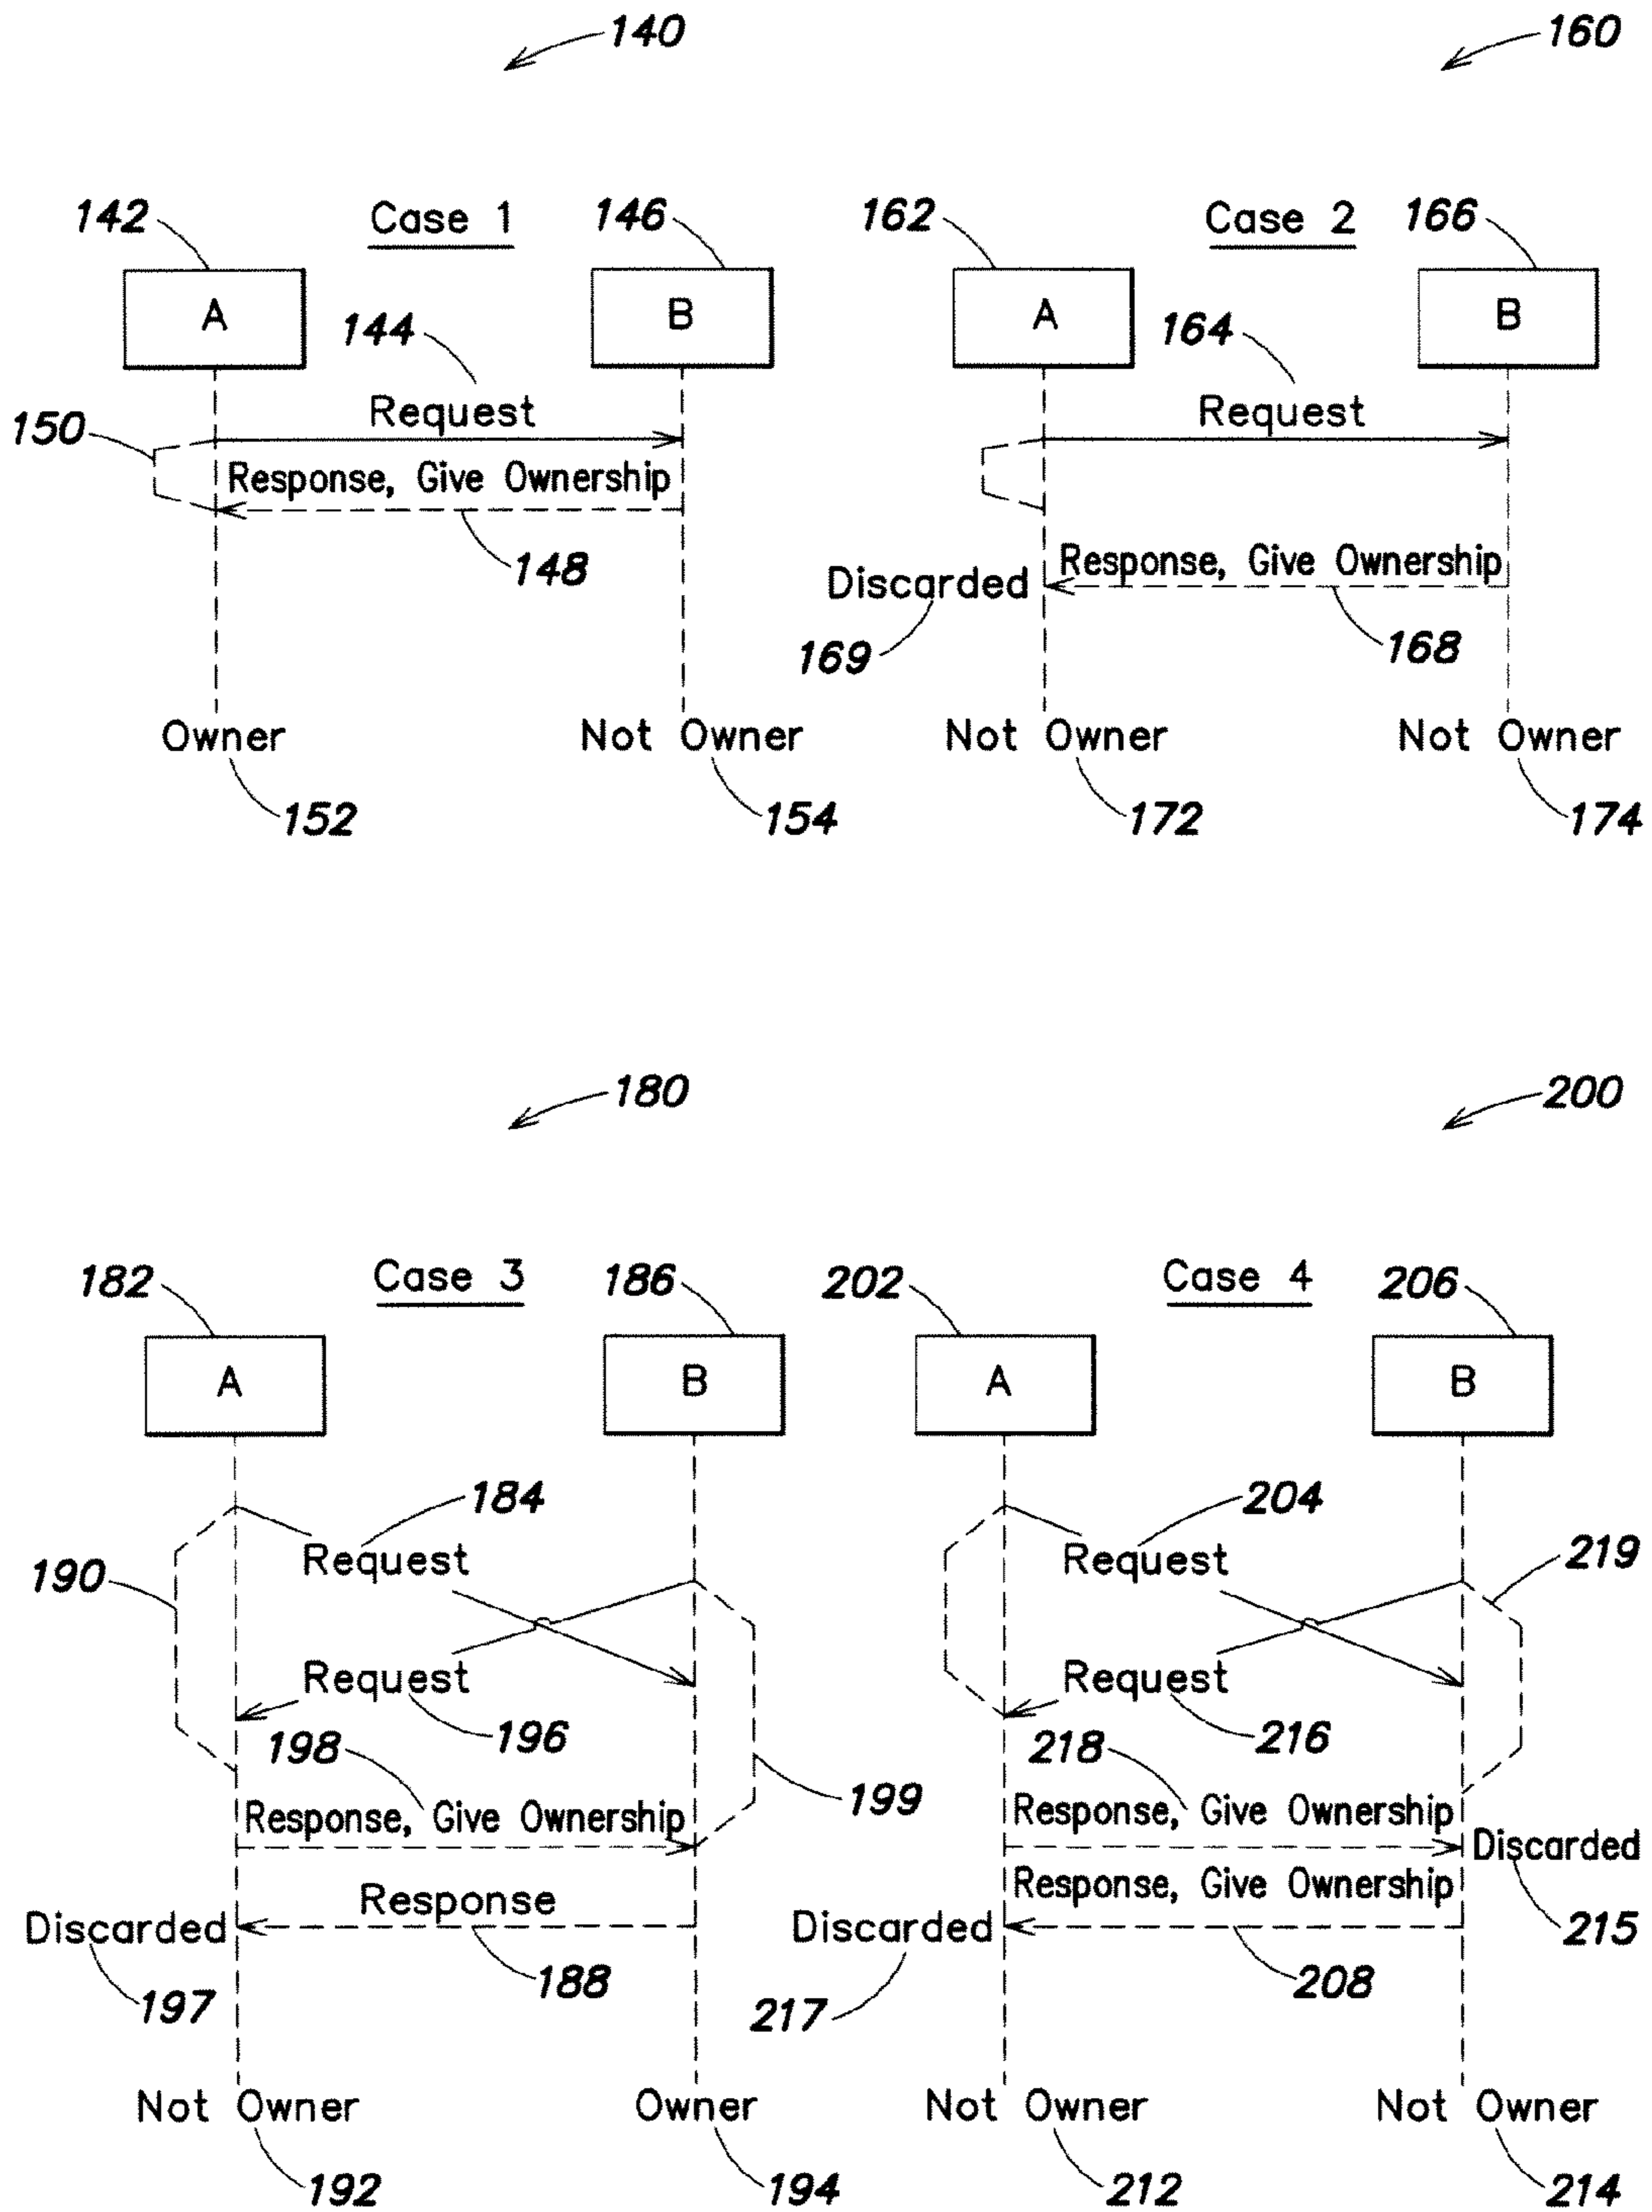 140 160
142 Case 1 146 162 Case 2 166
A B A B
144 164
Request Request
150
Response, Give Ownership
148
Response, Give Ownership
Discarded
169 168
Owner Not Owner Not Owner Not Owner
152 154 172 174
180 200
182 Case 3 186 202 Case 4 206
A B A B
184 204
Request Request 219
190
Request Request
196 216
198 218
199
Response, Give Ownership Response, Give Ownership
Discarded
Response Response, Give Ownership
Discarded Discarded 215
188 208
197 217
Not Owner Owner Not Owner Not Owner
192 194 212 214